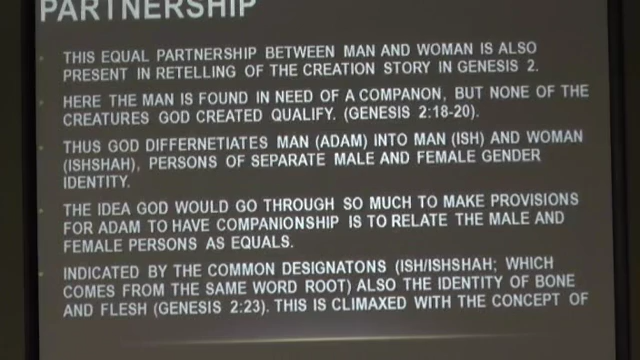 PARTNERSHIP
THIS EQUAL PARTNERSHIP BETWEEN MAN AND WOMAN IS ALSO
PRESENT IN RETELLING OF THE CREATION STORY IN GENESIS 2.
HERE THE MAN IS FOUND IN NEED OF A COMPANON, BUT NONE OF THE
CREATURES GOD CREATED QUALIFY. (GENESIS 2:18-20).
THUS GOD DIFFERNETIATES MAN (ADAM) INTO MAN (ISH) AND WOMAN
(ISHSHAH), PERSONS OF SEPARATE MALE AND FEMALE GENDER
IDENTITY.
THE IDEA GOD WOULD GO THROUGH SO MUCH TO MAKE PROVISIONS
FOR ADAM TO HAVE COMPANIONSHIP IS TO RELATE THE MALE AND
FEMALE PERSONS AS EQUALS.
INDICATED BY THE COMMON DESIGNATONS (ISH/ISHSHAH; WHICH
COMES FROM THE SAME WORD ROOT) ALSO THE IDENTITY OF BONE
AND FLESH (GENESIS 2:23). THIS IS CLIMAXED WITH THE CONCEPT OF